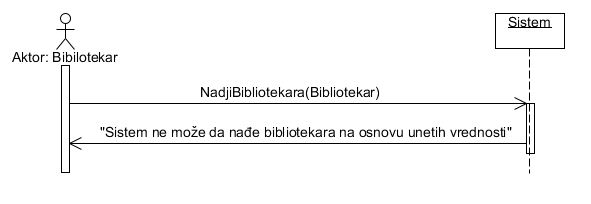 Sistem
Aktor: Bibilotekar
NadjiBibliotekara(Bibliotekar)
"Sistem ne može da nađe bibliotekara na osnovu unetih vrednosti"